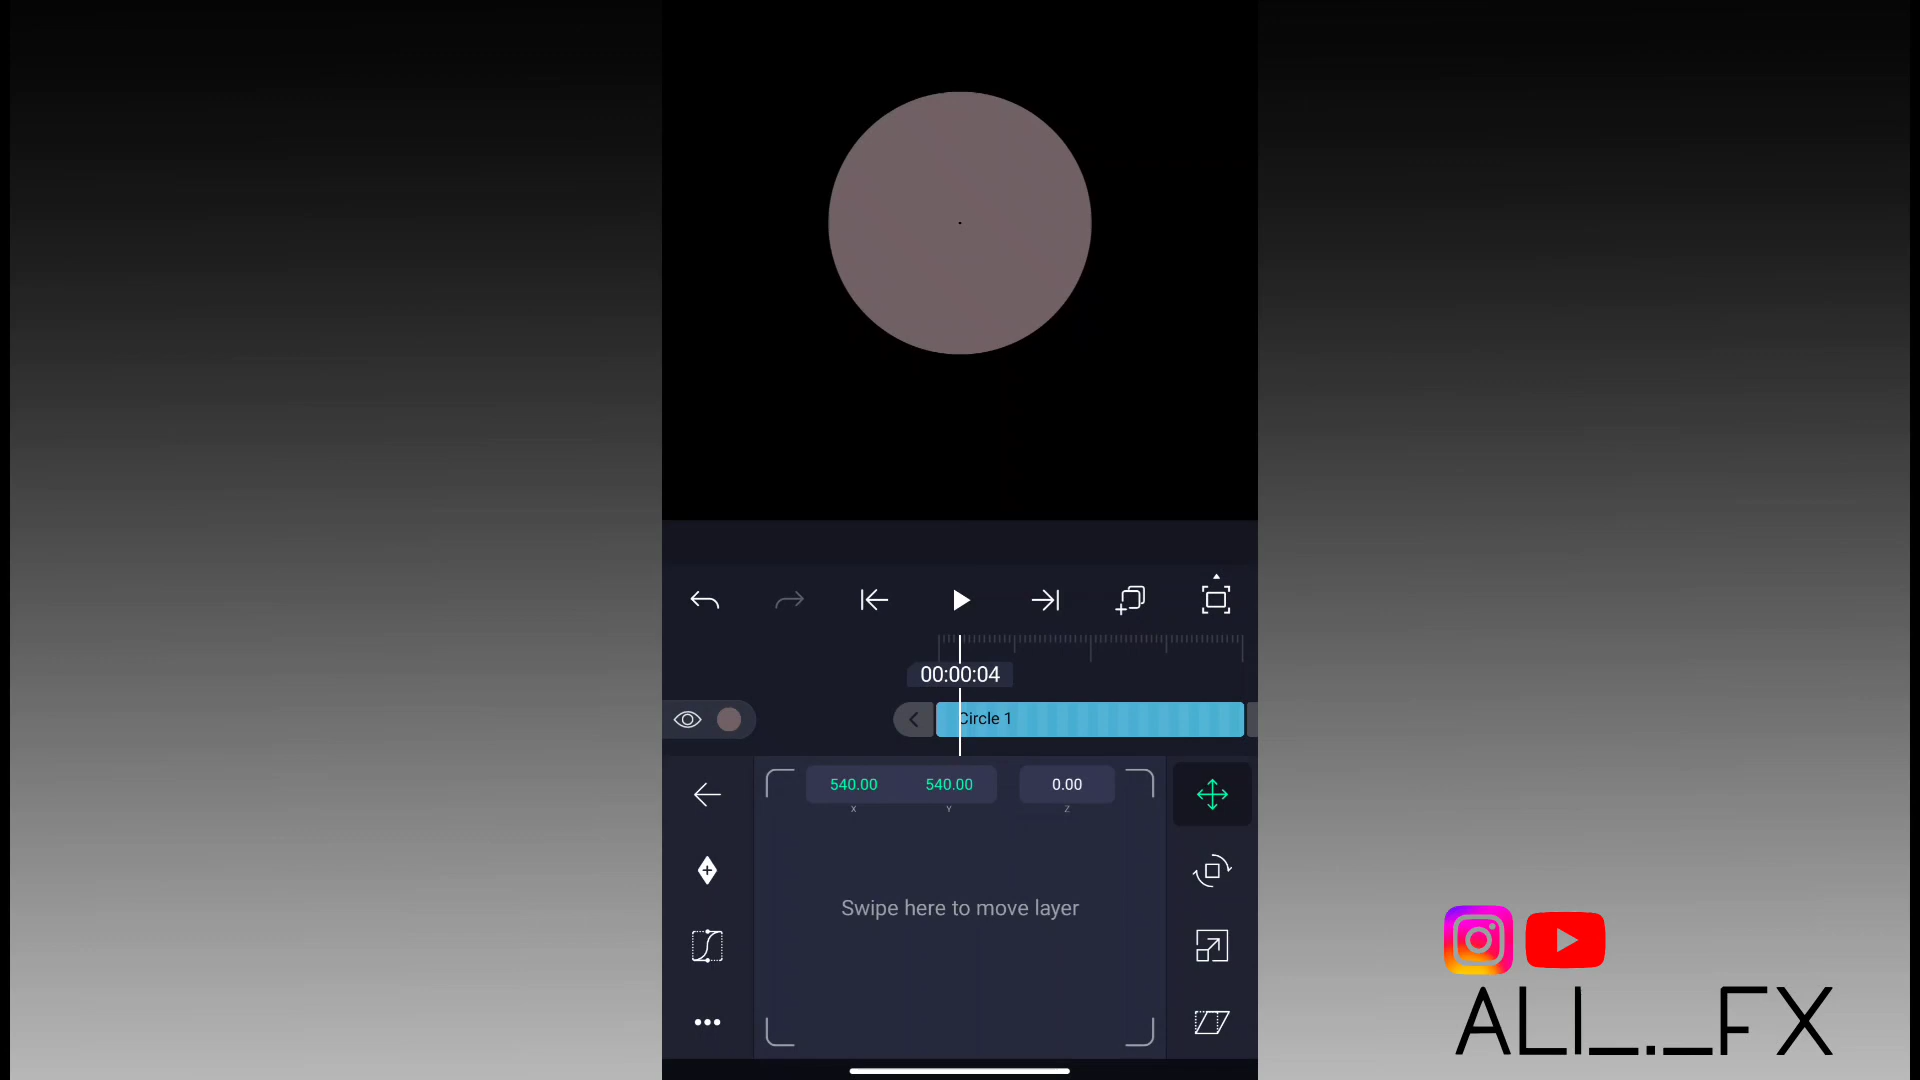 00:00:04
Circle 1
540.00 540.00 0.00
X Y Z
Swipe here to move layer
ALI_._FX